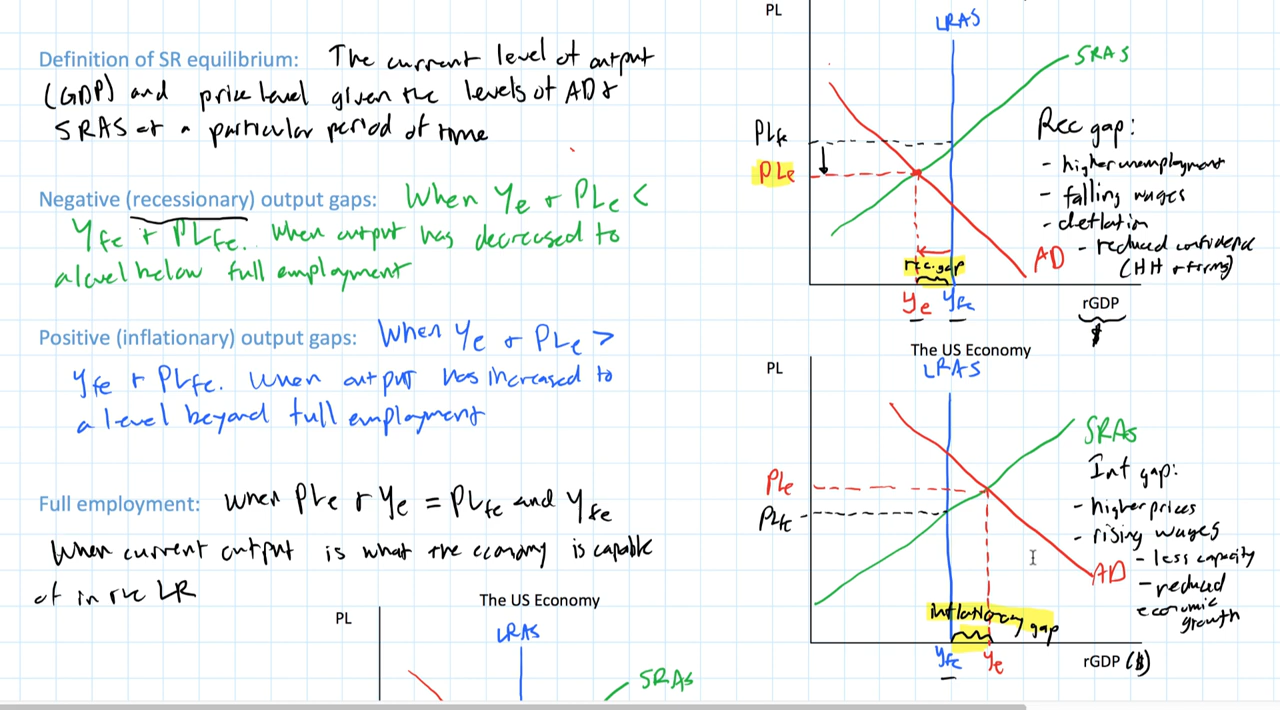 Definition of SR equilibrium: The current level of output
(GDP) and price level given the levels of AD &
SRAS at a particular period of time
Negative (recessionary) output gaps: When Ye + PLe <
Yfe + PLfe. When output has decreased to
a level below full employment
Positive (inflationary) output gaps: When Ye + PLe >
Yfe + PLfe. When output has increased to
a level beyond full employment
Full employment: When PLe + Ye = PLfe and Yfe
When current output is what the economy is capable
of in the LR
The US Economy
PL
LRAS
SRAS
PL
LRAS
SRAS
PLfe
PLe
Rec gap:
- higher unemployment
- falling wages
- deflation
- reduced confidence
(HH + firms)
AD
rec. gap
Ye Yfe
rGDP
$
The US Economy
PL
LRAS
SRAS
PLe
PLfe
Inf gap:
- higher prices
- rising wages
- less capacity
- reduced
economic
growth
AD
inflationary gap
Yfe Ye
rGDP ($)